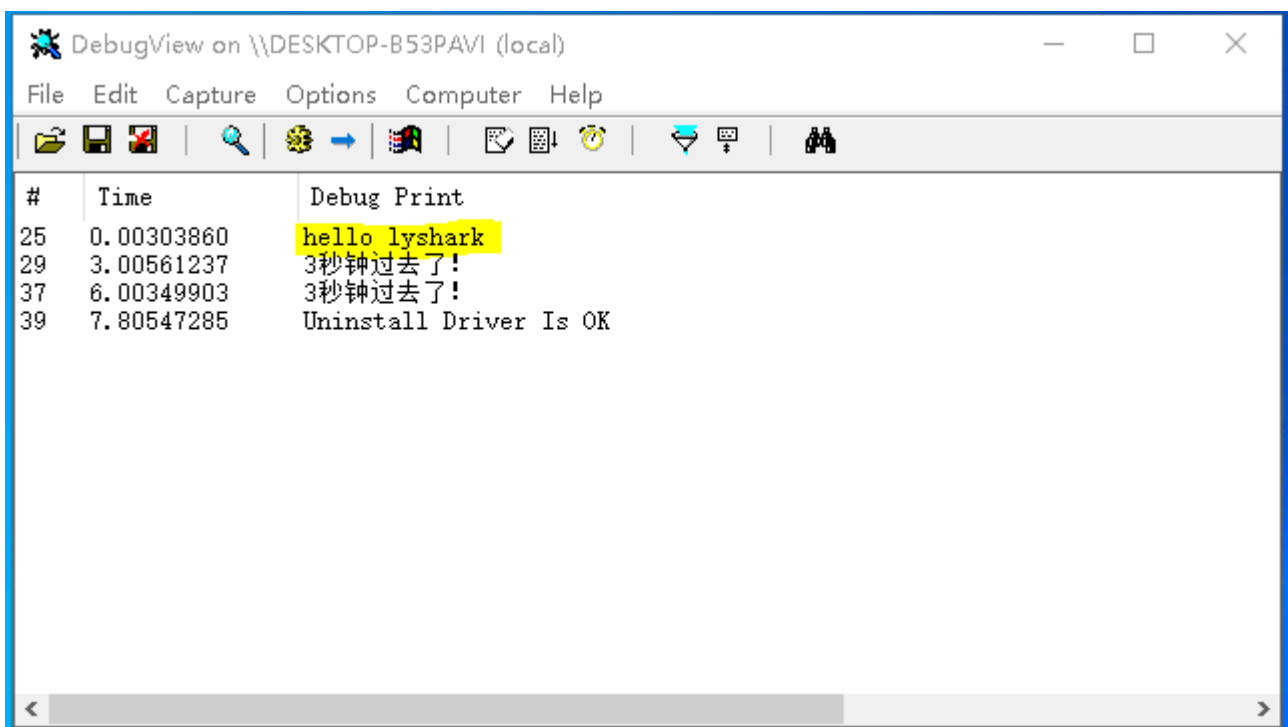 DebugView on \\DESKTOP-B53PAVI (local)
File Edit Capture Options Computer Help
# Time Debug Print
25 0.00303860 hello lyshark
29 3.00561237 3秒钟过去了!
37 6.00349903 3秒钟过去了!
39 7.80547285 Uninstall Driver Is OK